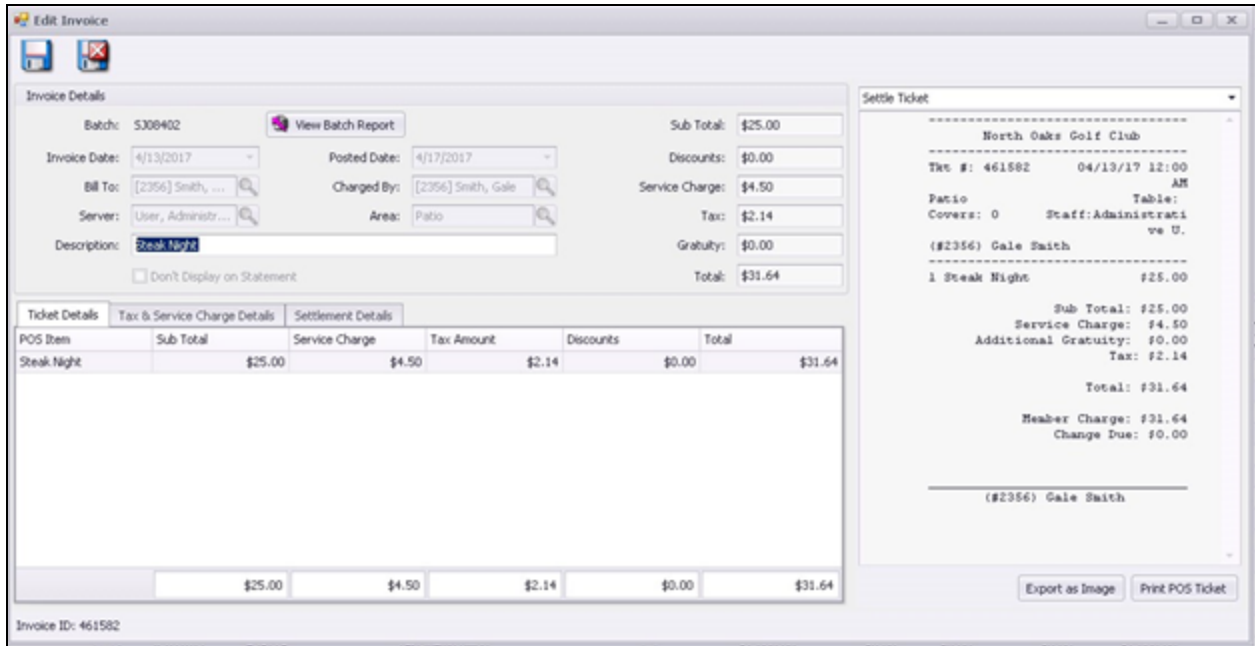 Edit Invoice
Invoice Details
Batch: SJ08402 View Batch Report Sub Total: $25.00
Invoice Date: 4/13/2017 Posted Date: 4/17/2017 Discounts: $0.00
Bill To: [2356] Smith, ... Charged By: [2356] Smith, Gale Service Charge: $4.50
Server: User, Administr... Area: Patio Tax: $2.14
Description: Steak Night Gratuity: $0.00
Don't Display on Statement Total: $31.64
Ticket Details Tax & Service Charge Details Settlement Details
POS Item Sub Total Service Charge Tax Amount Discounts Total
Steak Night $25.00 $4.50 $2.14 $0.00 $31.64
$25.00 $4.50 $2.14 $0.00 $31.64
Invoice ID: 461582
Settle Ticket
North Oaks Golf Club
Tkt #: 461582 04/13/17 12:00
AM
Patio Table:
Covers: 0 Staff:Administrati
ve U.
(#2356) Gale Smith
1 Steak Night $25.00
Sub Total: $25.00
Service Charge: $4.50
Additional Gratuity: $0.00
Tax: $2.14
Total: $31.64
Member Charge: $31.64
Change Due: $0.00
(#2356) Gale Smith
Export as Image Print POS Ticket